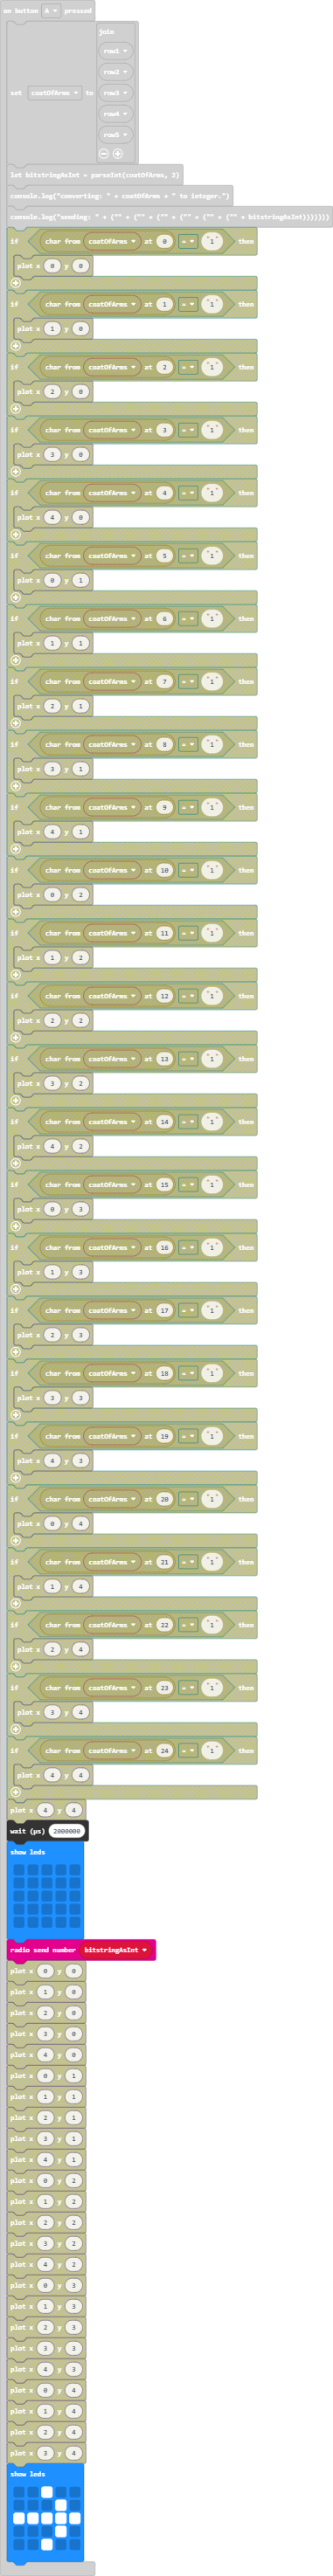 on button A pressed
join
row1
row2
set coatOfArms to row3
row4
row5
let bitstringAsInt = parseInt(coatOfArms, 2)
console.log("converting: " + coatOfArms + " to integer.")
console.log("sending: " + ("" + ("" + ("" + ("" + ("" + ("" + bitstringAsInt)))))))
if char from coatOfArms at 0 = "1" then
plot x 0 y 0
if char from coatOfArms at 1 = "1" then
plot x 1 y 0
if char from coatOfArms at 2 = "1" then
plot x 2 y 0
if char from coatOfArms at 3 = "1" then
plot x 3 y 0
if char from coatOfArms at 4 = "1" then
plot x 4 y 0
if char from coatOfArms at 5 = "1" then
plot x 0 y 1
if char from coatOfArms at 6 = "1" then
plot x 1 y 1
if char from coatOfArms at 7 = "1" then
plot x 2 y 1
if char from coatOfArms at 8 = "1" then
plot x 3 y 1
if char from coatOfArms at 9 = "1" then
plot x 4 y 1
if char from coatOfArms at 10 = "1" then
plot x 0 y 2
if char from coatOfArms at 11 = "1" then
plot x 1 y 2
if char from coatOfArms at 12 = "1" then
plot x 2 y 2
if char from coatOfArms at 13 = "1" then
plot x 3 y 2
if char from coatOfArms at 14 = "1" then
plot x 4 y 2
if char from coatOfArms at 15 = "1" then
plot x 0 y 3
if char from coatOfArms at 16 = "1" then
plot x 1 y 3
if char from coatOfArms at 17 = "1" then
plot x 2 y 3
if char from coatOfArms at 18 = "1" then
plot x 3 y 3
if char from coatOfArms at 19 = "1" then
plot x 4 y 3
if char from coatOfArms at 20 = "1" then
plot x 0 y 4
if char from coatOfArms at 21 = "1" then
plot x 1 y 4
if char from coatOfArms at 22 = "1" then
plot x 2 y 4
if char from coatOfArms at 23 = "1" then
plot x 3 y 4
if char from coatOfArms at 24 = "1" then
plot x 4 y 4
plot x 4 y 4
wait (µs) 2000000
show leds
radio send number bitstringAsInt
plot x 0 y 0
plot x 1 y 0
plot x 2 y 0
plot x 3 y 0
plot x 4 y 0
plot x 0 y 1
plot x 1 y 1
plot x 2 y 1
plot x 3 y 1
plot x 4 y 1
plot x 0 y 2
plot x 1 y 2
plot x 2 y 2
plot x 3 y 2
plot x 4 y 2
plot x 0 y 3
plot x 1 y 3
plot x 2 y 3
plot x 3 y 3
plot x 4 y 3
plot x 0 y 4
plot x 1 y 4
plot x 2 y 4
plot x 3 y 4
show leds